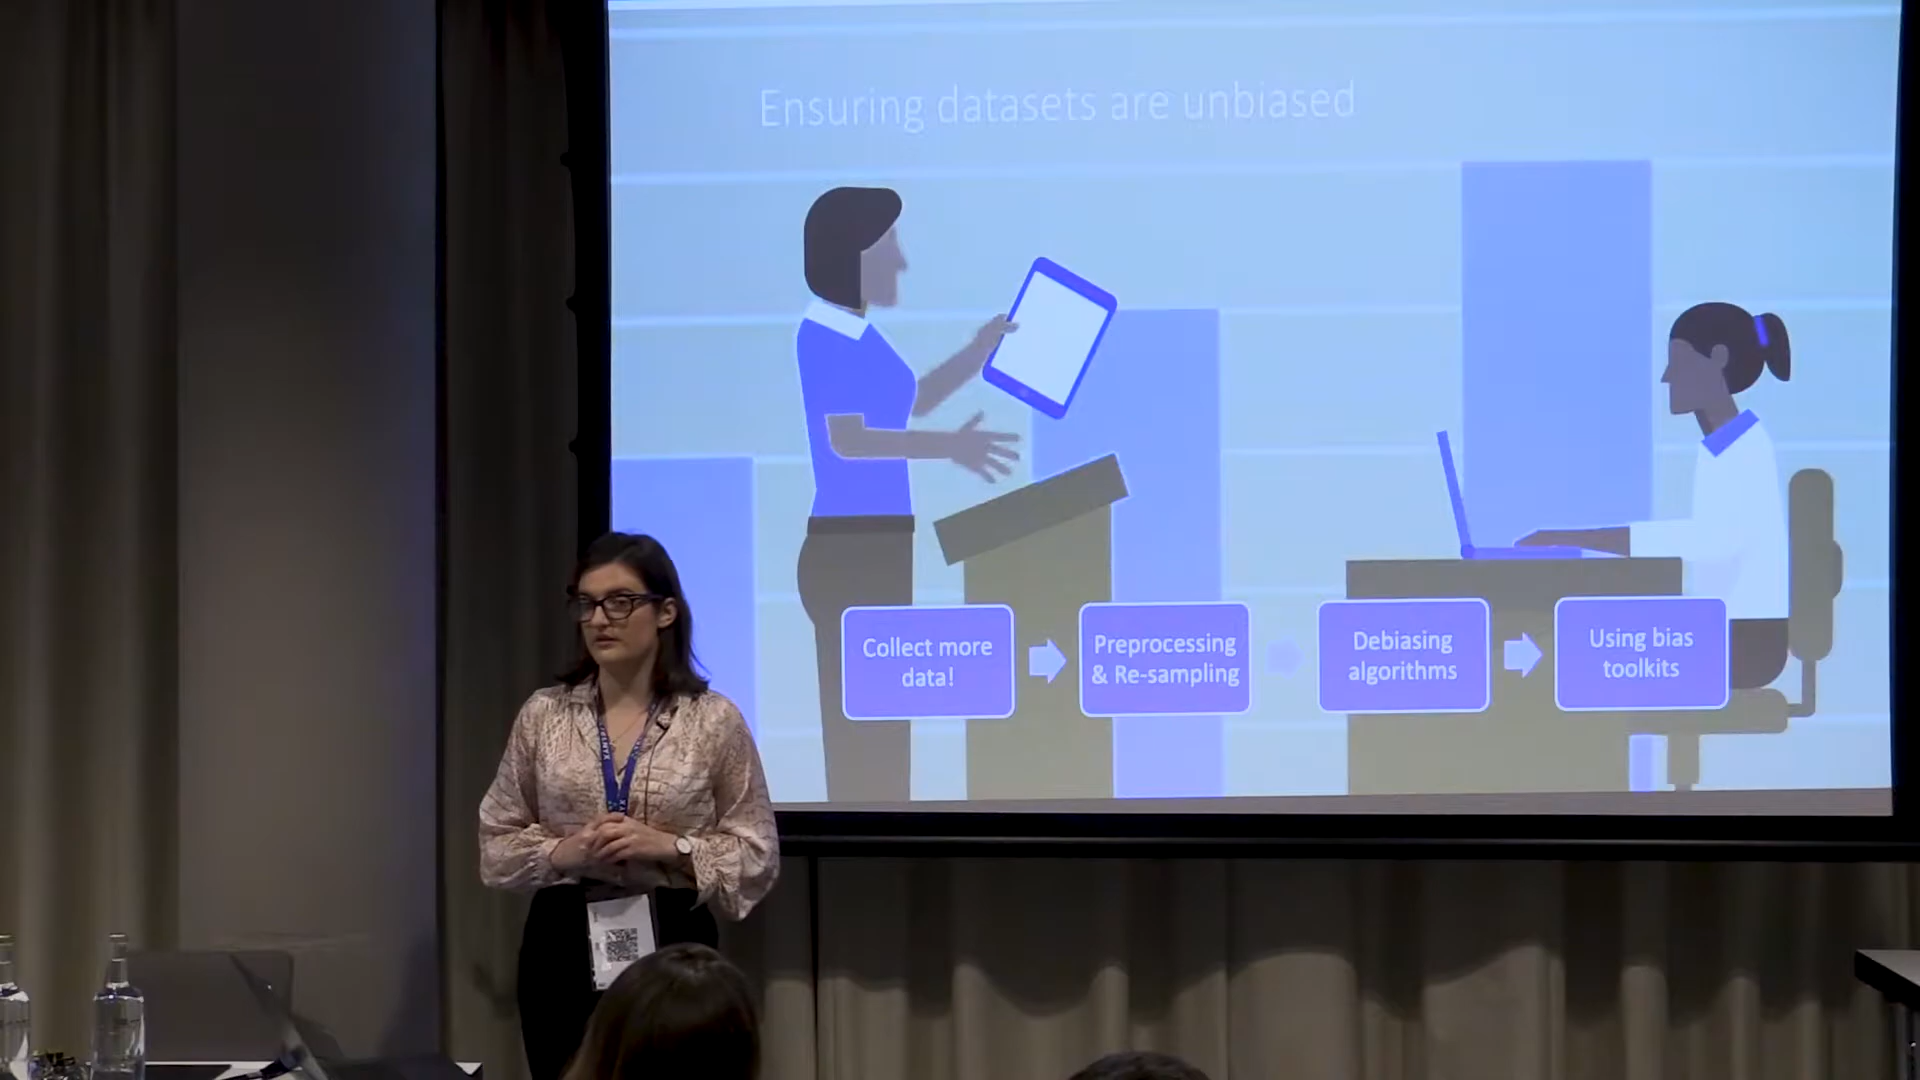 Ensuring datasets are unbiased
Collect more
data!
Preprocessing
& Re-sampling
Debiasing
algorithms
Using bias
toolkits